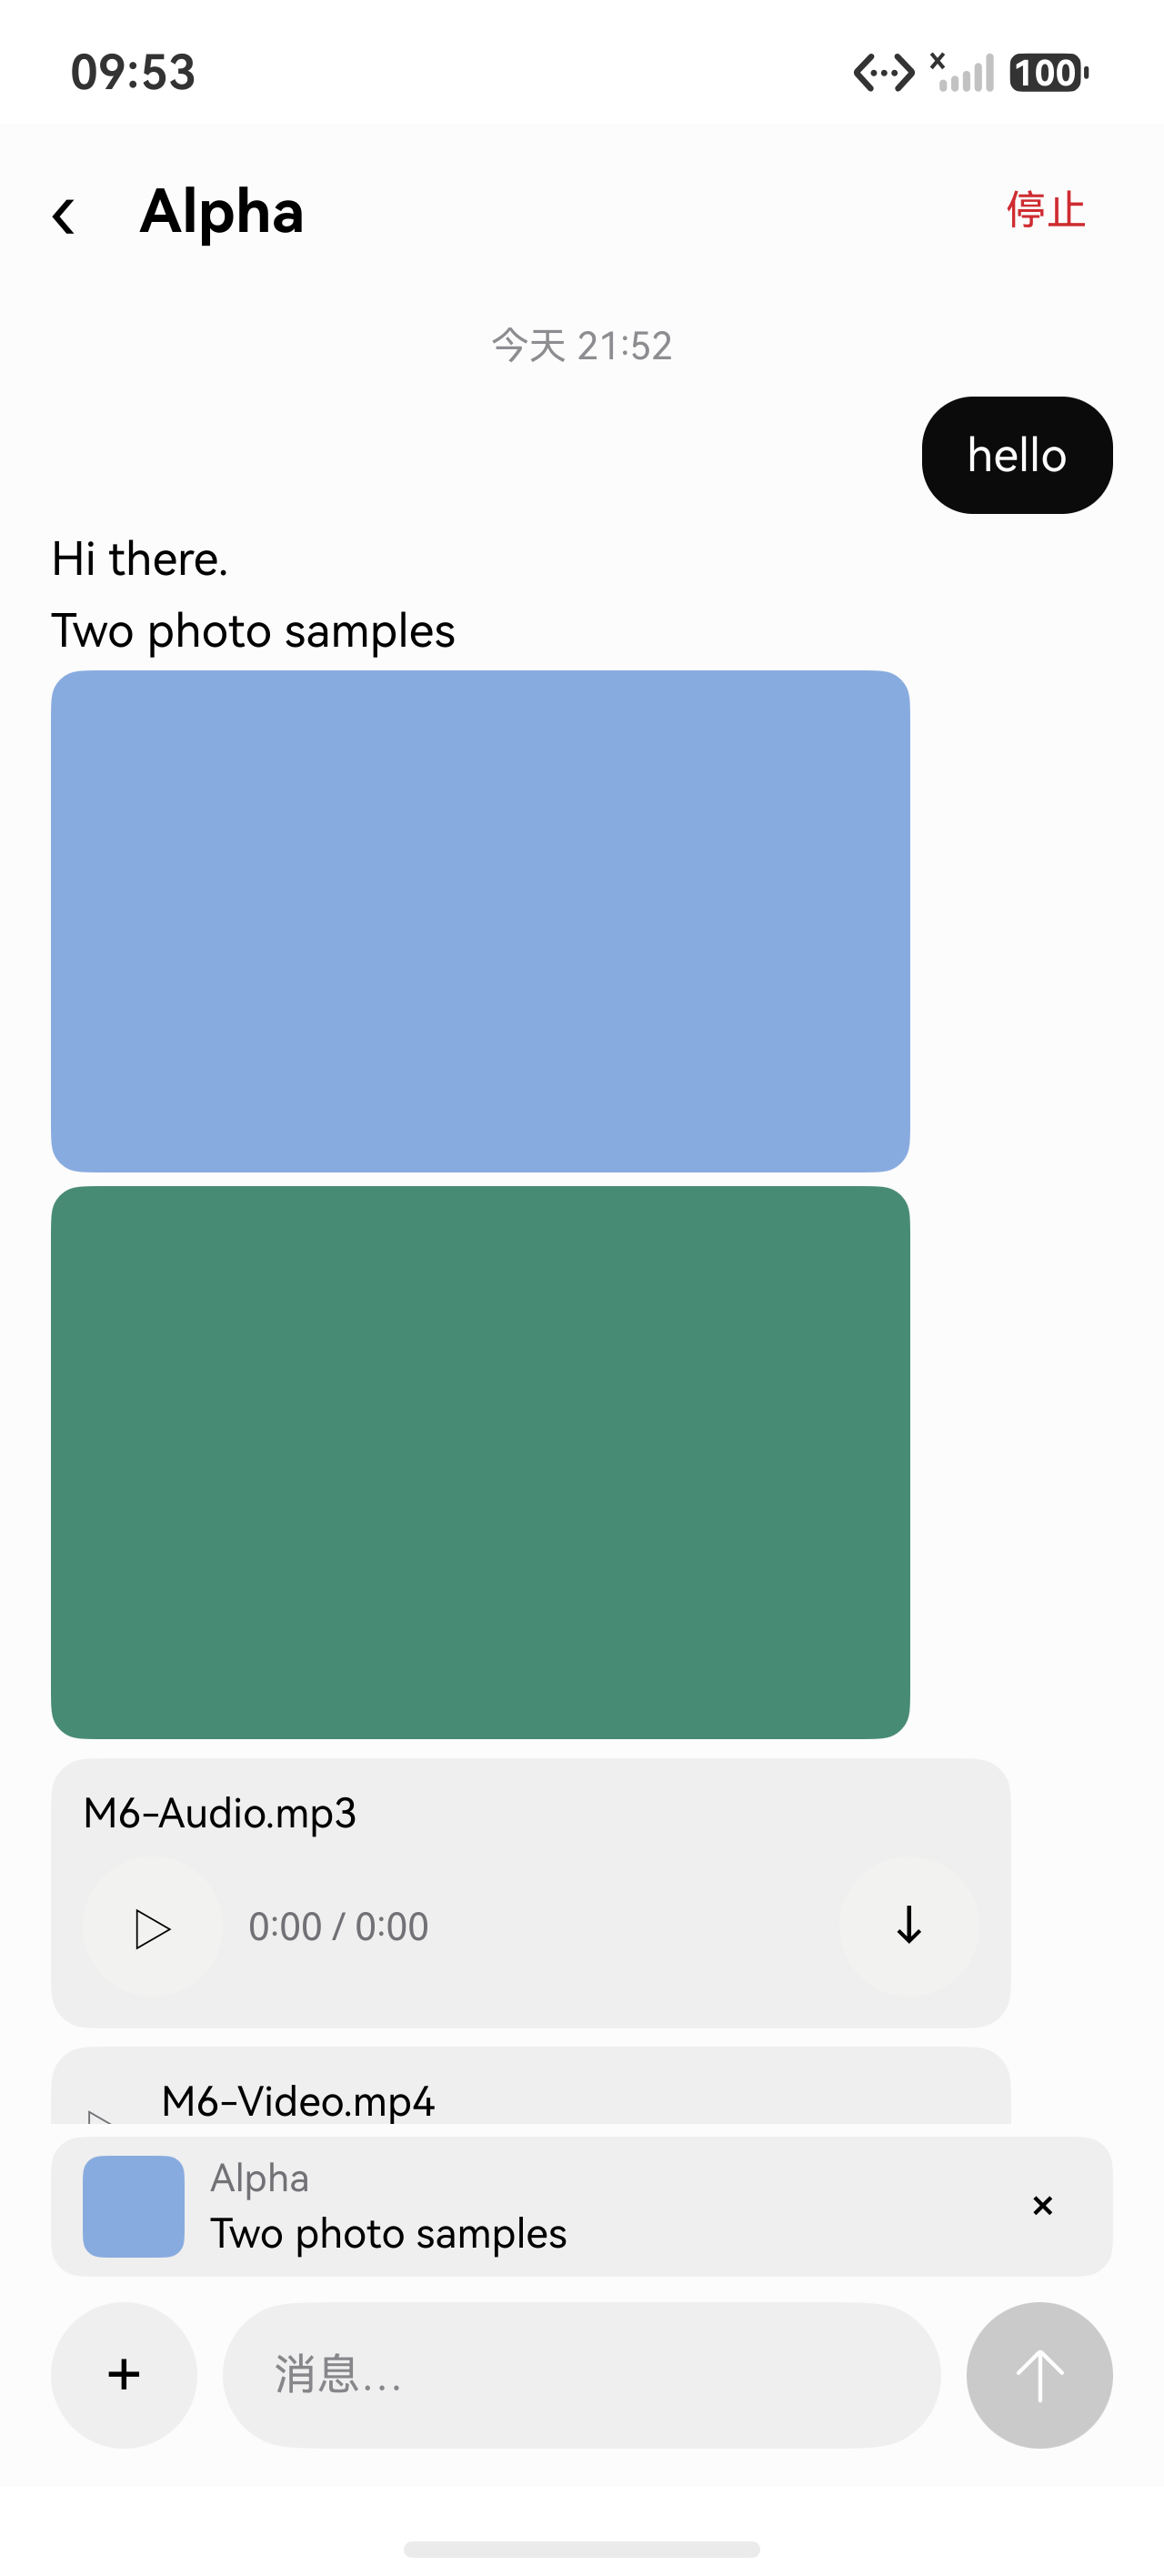 09:53
100
Alpha
停止
今天 21:52
hello
Hi there.
Two photo samples
M6-Audio.mp3
0:00 / 0:00
M6-Video.mp4
Alpha
Two photo samples
消息...